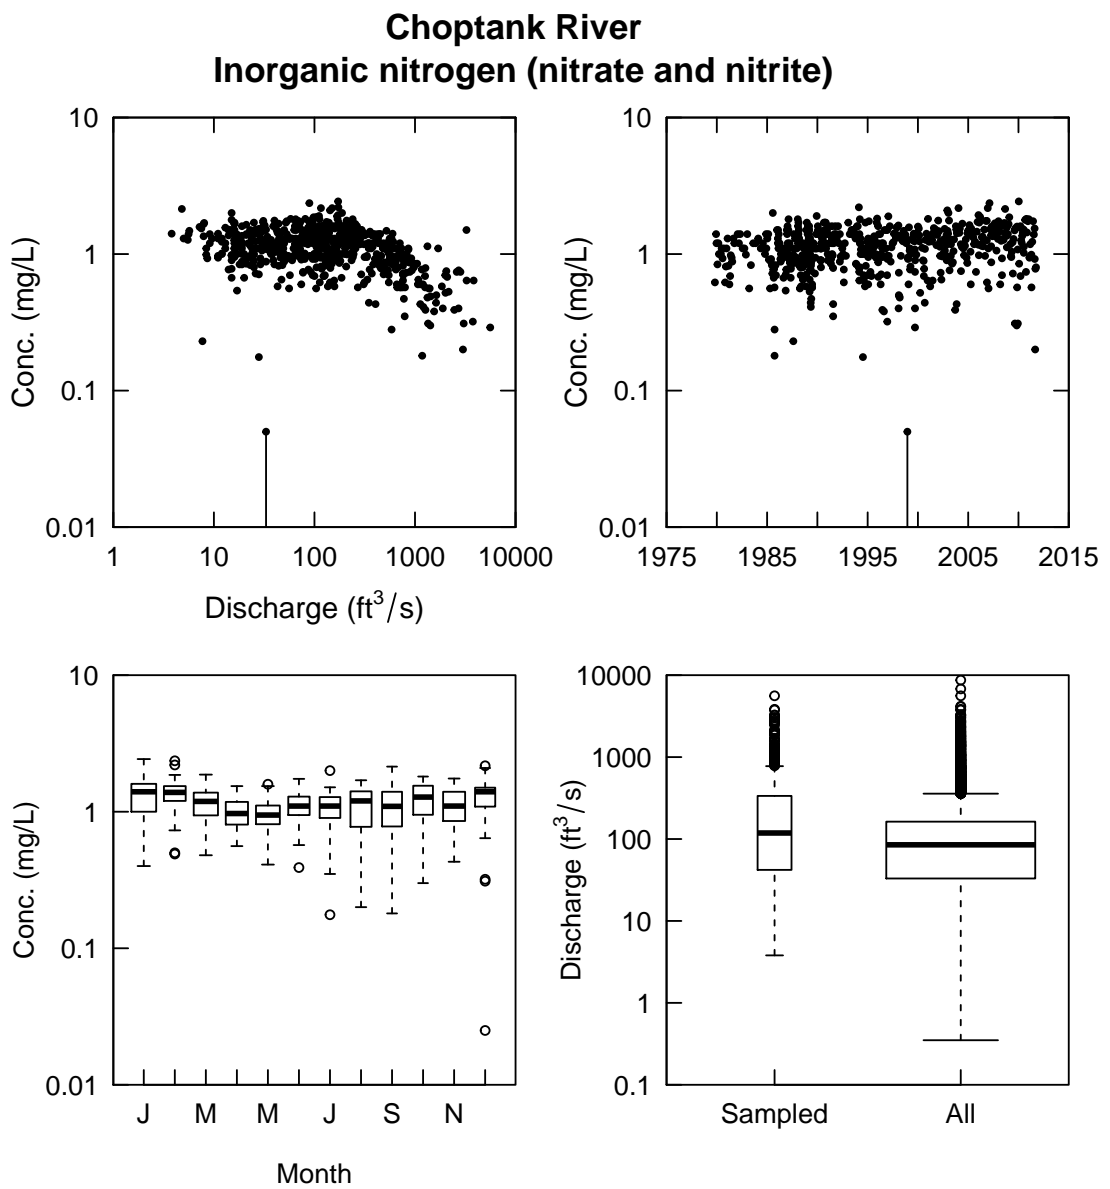 Choptank River
Inorganic nitrogen (nitrate and nitrite)
10
1
0.1
0.01
Conc. (mg/L)
1 10 100 1000 10000
Discharge (ft³/s)
10
1
0.1
0.01
Conc. (mg/L)
1975 1985 1995 2005 2015
10
1
0.1
0.01
Conc. (mg/L)
J M M J S N
Month
10000
1000
100
10
1
0.1
Discharge (ft³/s)
Sampled All